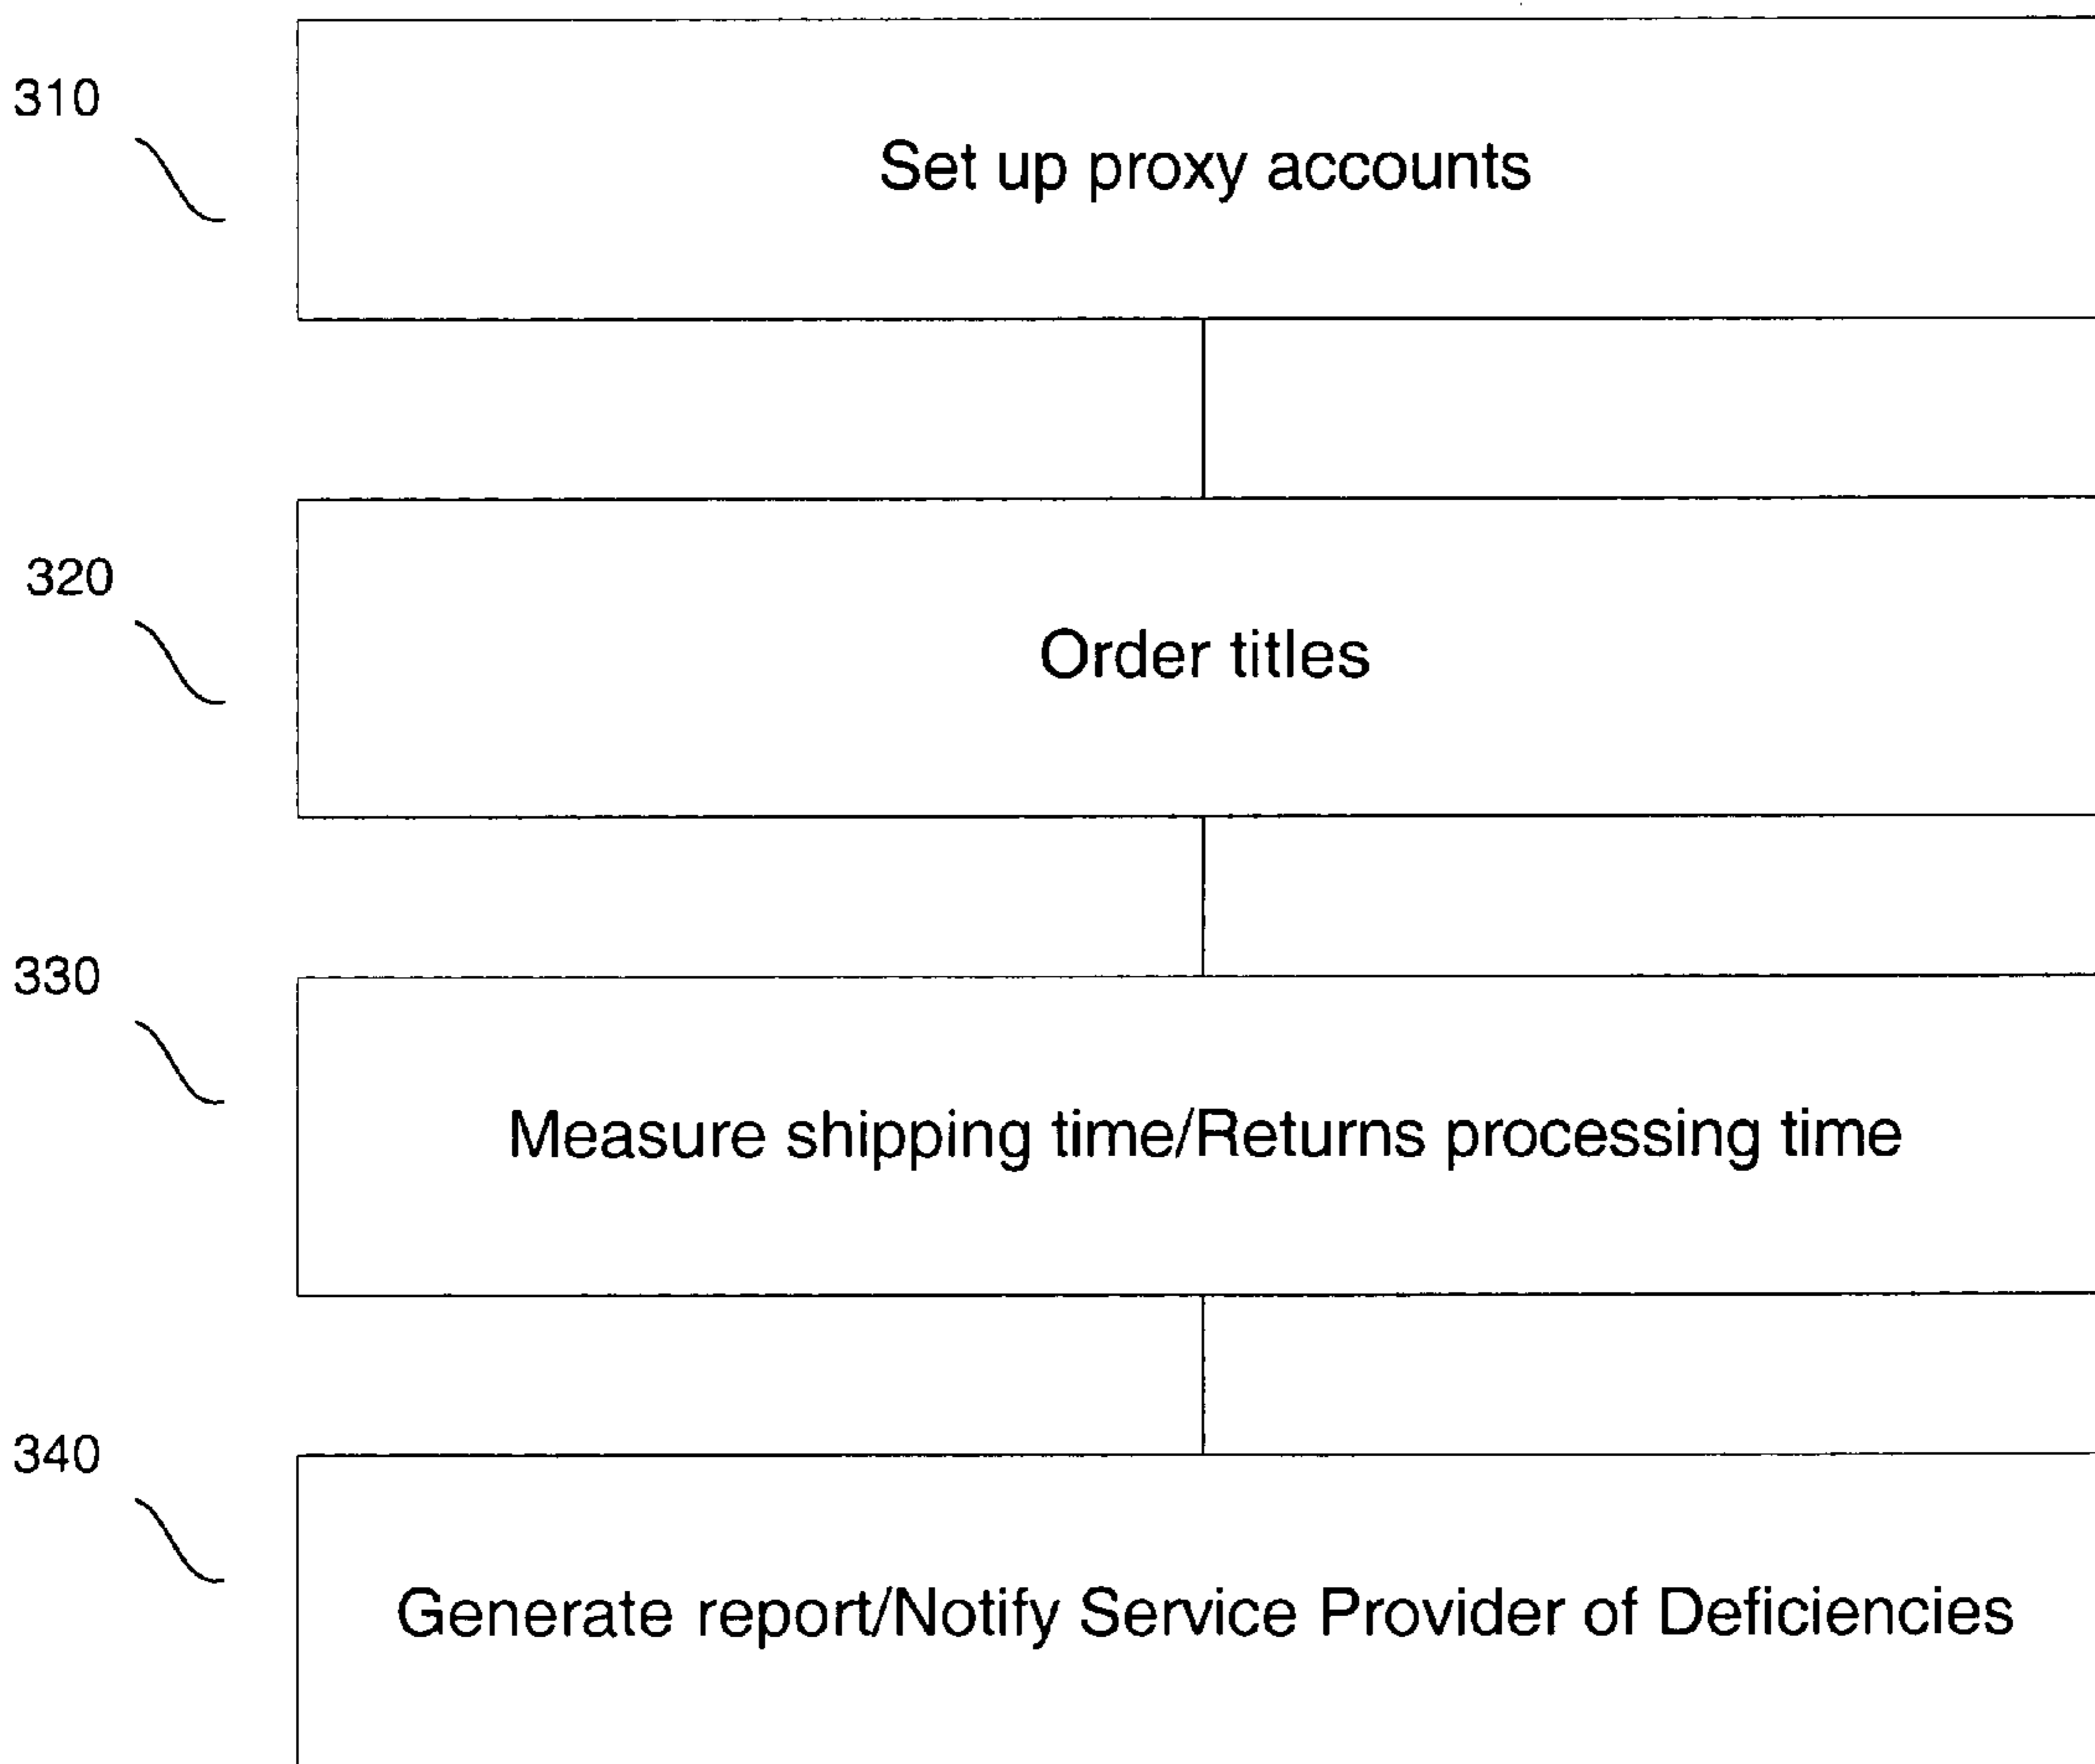 310
Set up proxy accounts
320
Order titles
330
Measure shipping time/Returns processing time
340
Generate report/Notify Service Provider of Deficiencies